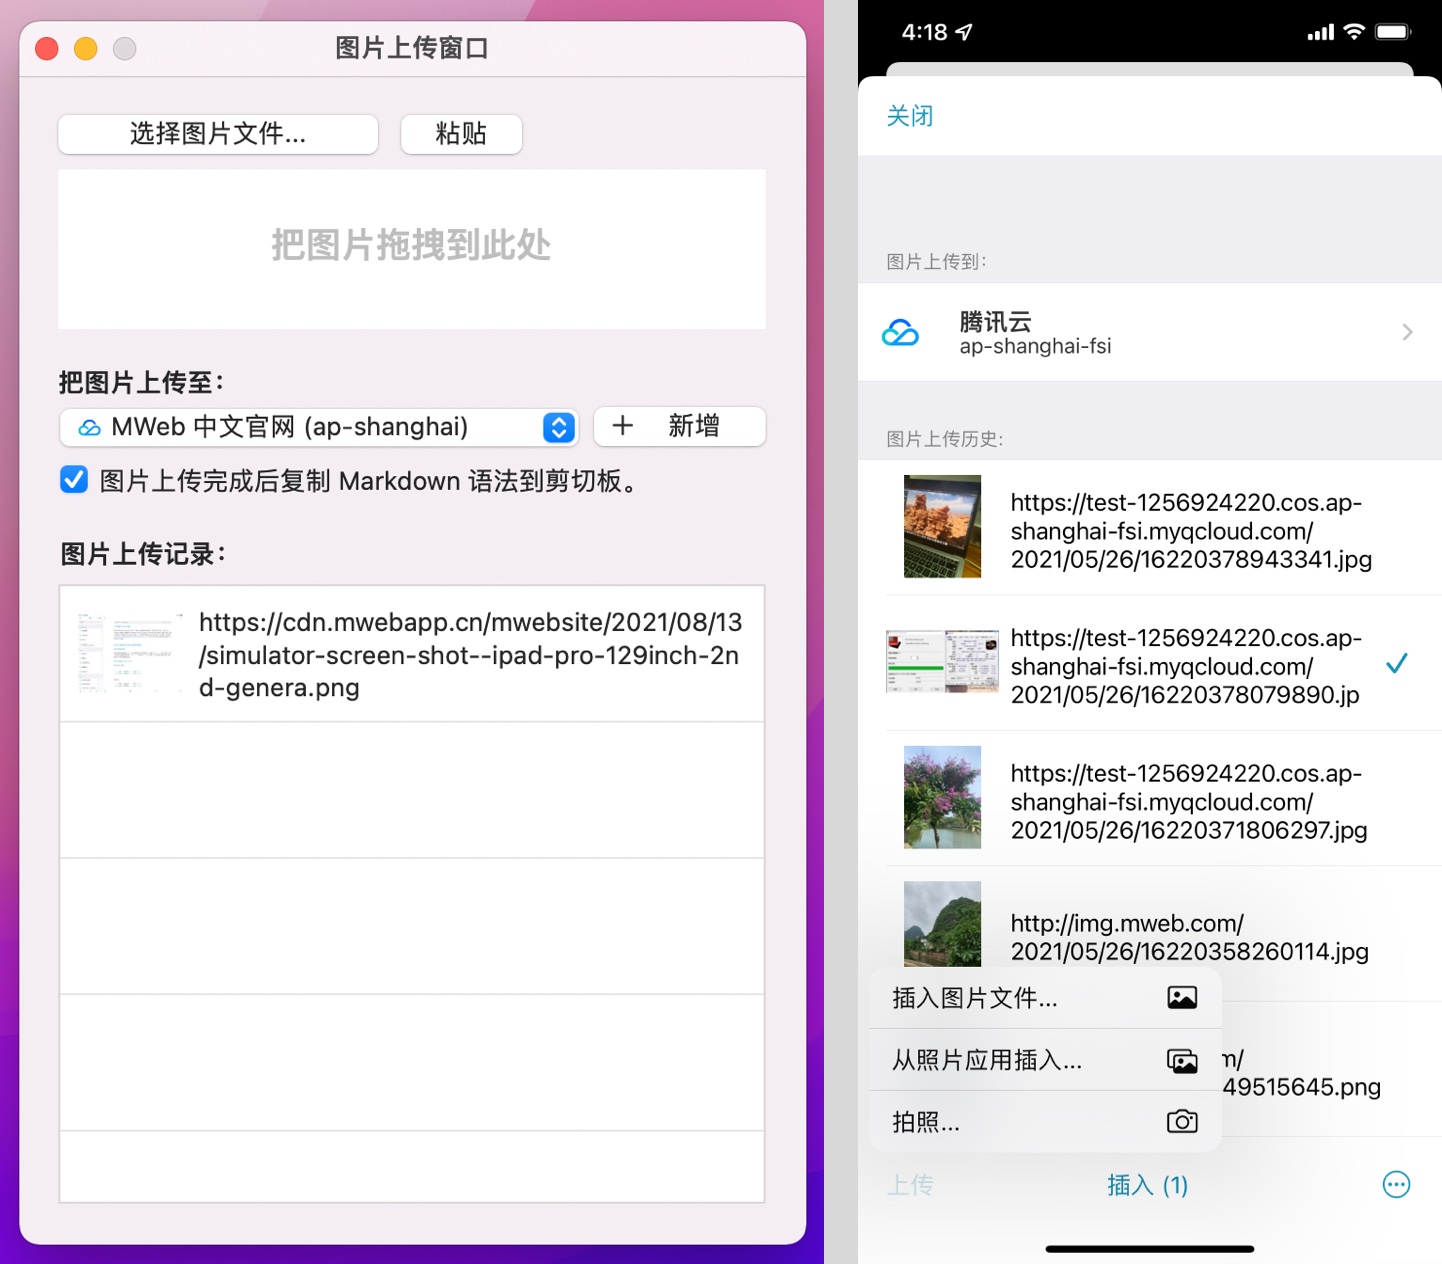 图片上传窗口
选择图片文件...
粘贴
把图片拖拽到此处
把图片上传至：
MWeb 中文官网 (ap-shanghai)
新增
图片上传完成后复制 Markdown 语法到剪切板。
图片上传记录：
https://cdn.mwebapp.cn/mwebsite/2021/08/13
/simulator-screen-shot--ipad-pro-129inch-2n
d-genera.png
4:18
关闭
图片上传到：
腾讯云
ap-shanghai-fsi
图片上传历史：
https://test-1256924220.cos.ap-
shanghai-fsi.myqcloud.com/
2021/05/26/16220378943341.jpg
https://test-1256924220.cos.ap-
shanghai-fsi.myqcloud.com/
2021/05/26/16220378079890.jp
https://test-1256924220.cos.ap-
shanghai-fsi.myqcloud.com/
2021/05/26/16220371806297.jpg
http://img.mweb.com/
2021/05/26/16220358260114.jpg
m/
49515645.png
插入图片文件...
从照片应用插入...
拍照...
上传
插入 (1)